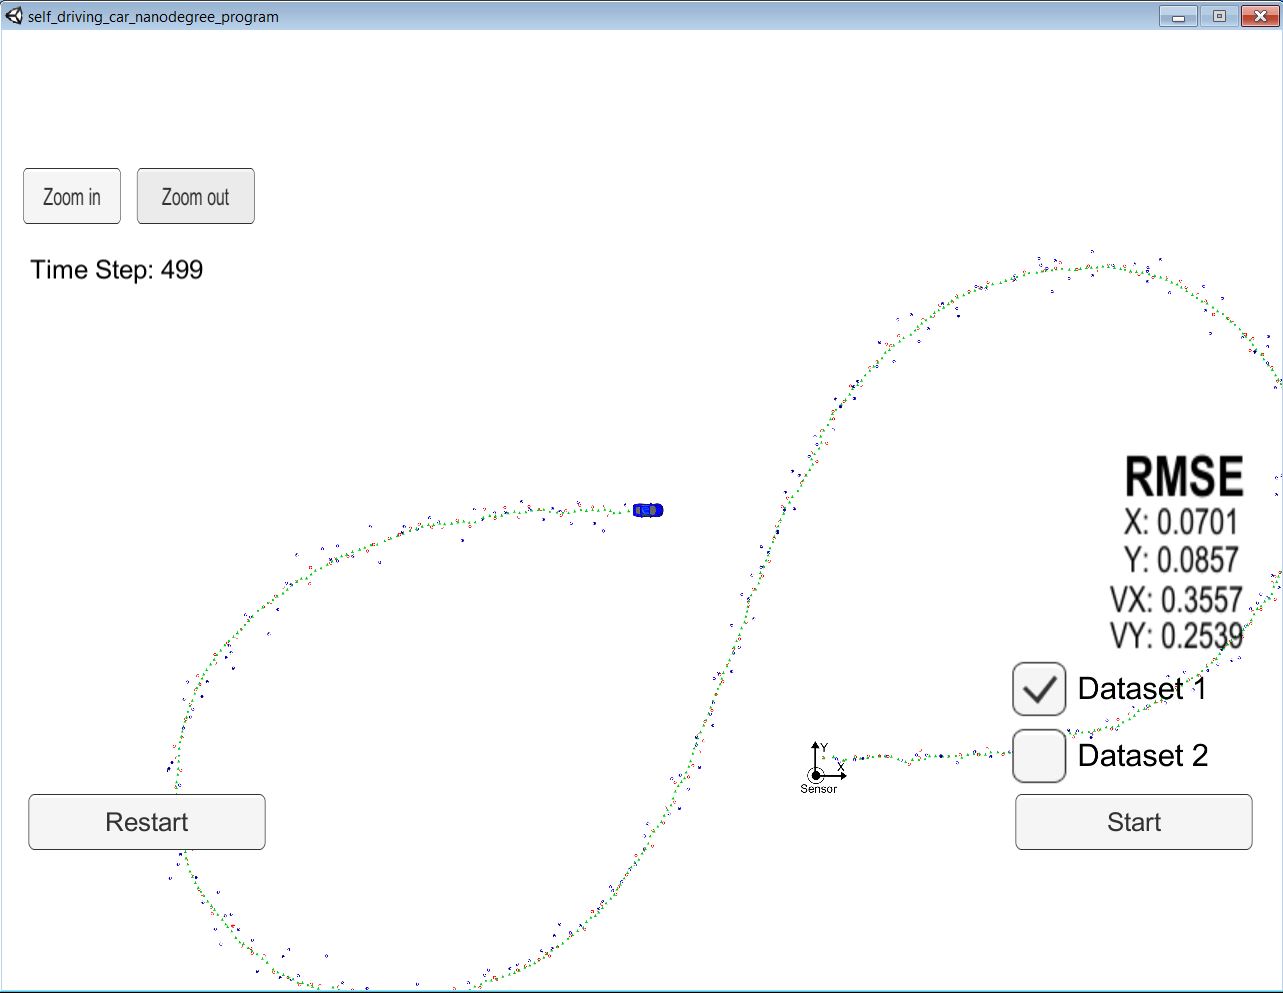 self_driving_car_nanodegree_program
Zoom in
Zoom out
Time Step: 499
RMSE
X: 0.0701
Y: 0.0857
VX: 0.3557
VY: 0.2539
Dataset 1
Dataset 2
Y
X
Sensor
Restart
Start